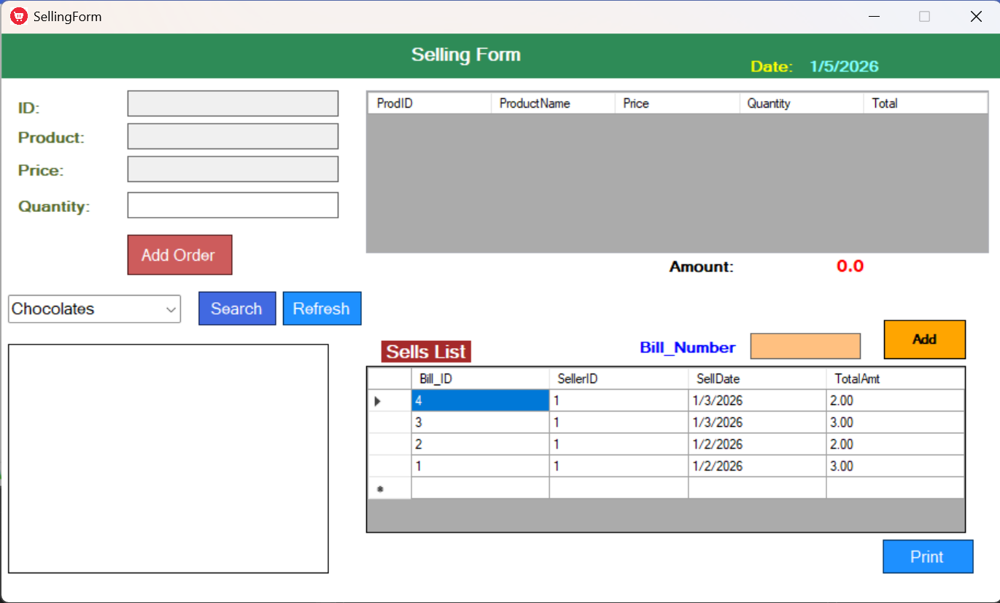 SellingForm
Selling Form
Date: 1/5/2026
ID:
Product:
Price:
Quantity:
Add Order
ProdID ProductName Price Quantity Total
Amount: 0.0
Chocolates
Search
Refresh
Sells List
Bill_Number
Add
Bill_ID SellerID SellDate TotalAmt
4 1 1/3/2026 2.00
3 1 1/3/2026 3.00
2 1 1/2/2026 2.00
1 1 1/2/2026 3.00
Print